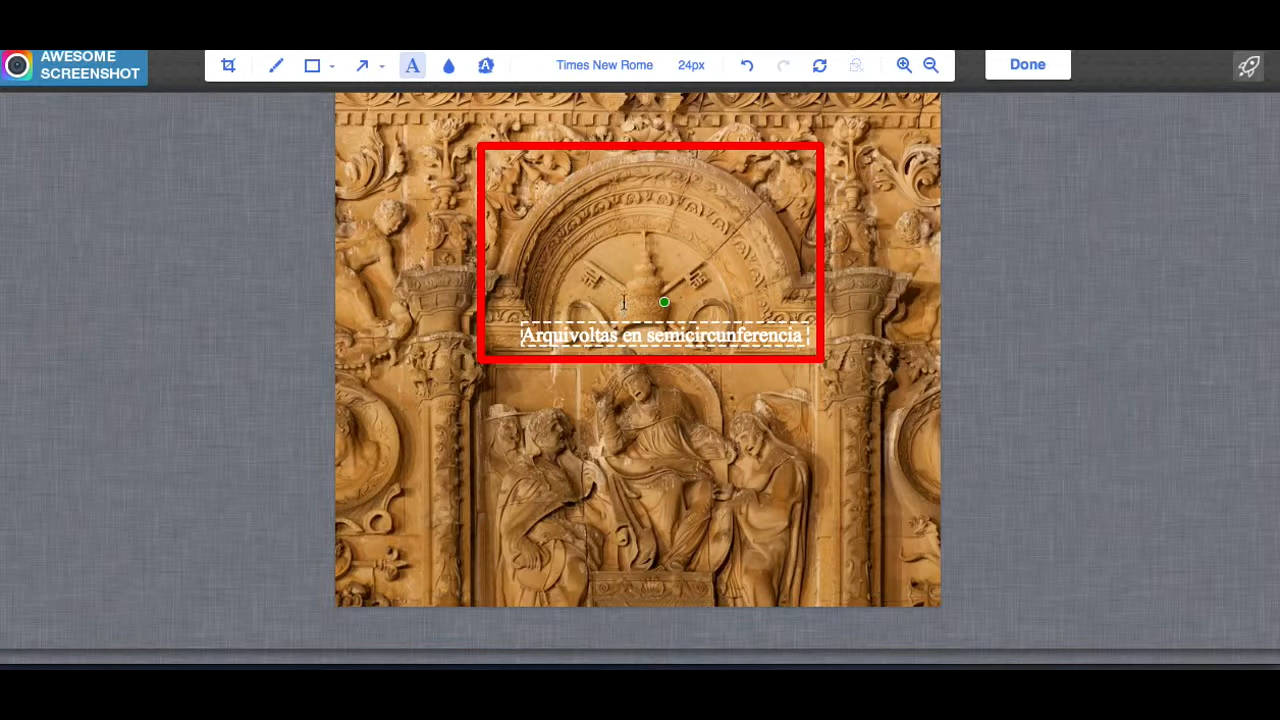 AWESOME
SCREENSHOT
A
A
Times New Rome
24px
Done
Arquivoltas en semicircunferencia